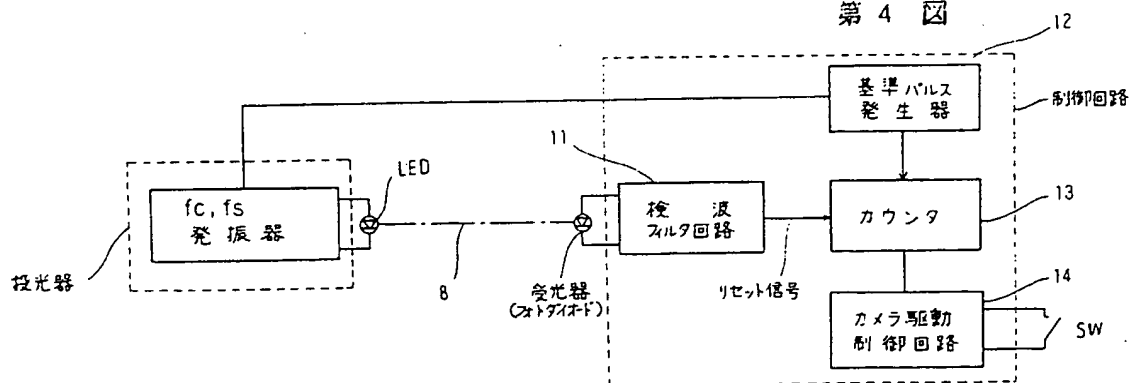 第 4 図
12
基準パルス
発生器
制御回路
11
LED
fc, fs
発振器
検 波
フィルタ回路
カウンタ
13
投光器
8
受光器
(フォトダイオード)
リセット信号
14
カメラ駆動
制御回路
SW